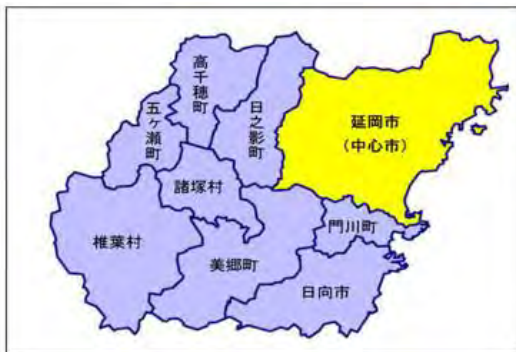 高千穂町
五ヶ瀬町
日之影町
延岡市
（中心市）
諸塚村
椎葉村
美郷町
門川町
日向市